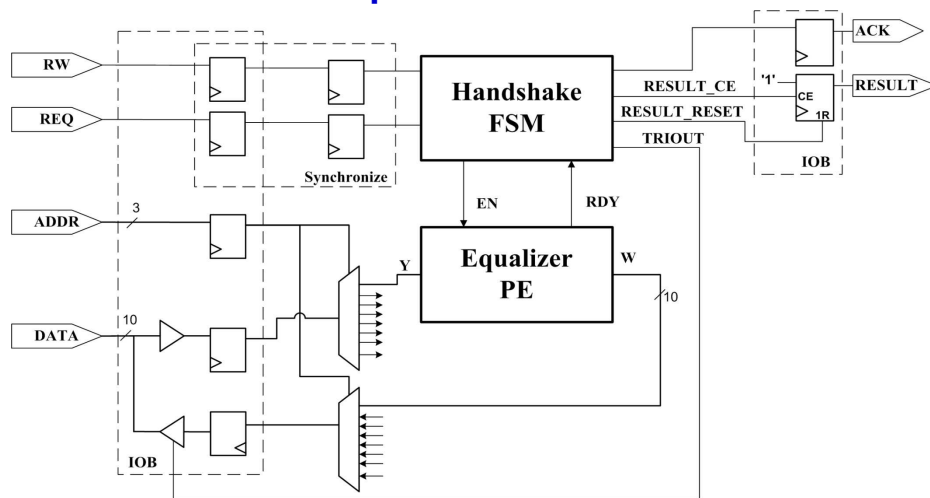 RW
REQ
ADDR
DATA
3
10
IOB
Synchronize
Handshake
FSM
RESULT_CE
RESULT_RESET
TRIOUT
'1'
CE
1R
IOB
ACK
RESULT
EN
RDY
Equalizer
PE
Y
W
10